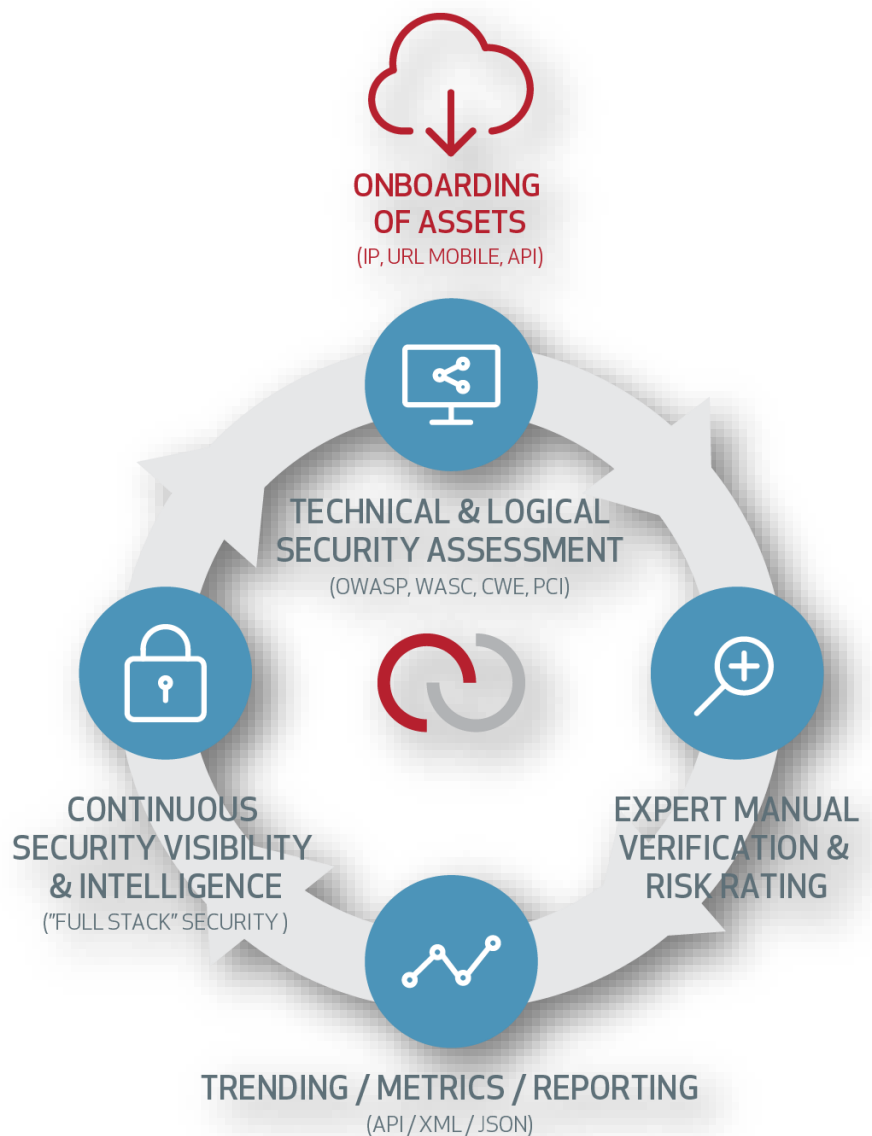 ONBOARDING
OF ASSETS
(IP, URL MOBILE, API)
TECHNICAL & LOGICAL
SECURITY ASSESSMENT
(OWASP, WASC, CWE, PCI)
CONTINUOUS
SECURITY VISIBILITY
& INTELLIGENCE
("FULL STACK" SECURITY )
EXPERT MANUAL
VERIFICATION &
RISK RATING
TRENDING / METRICS / REPORTING
(API / XML / JSON)